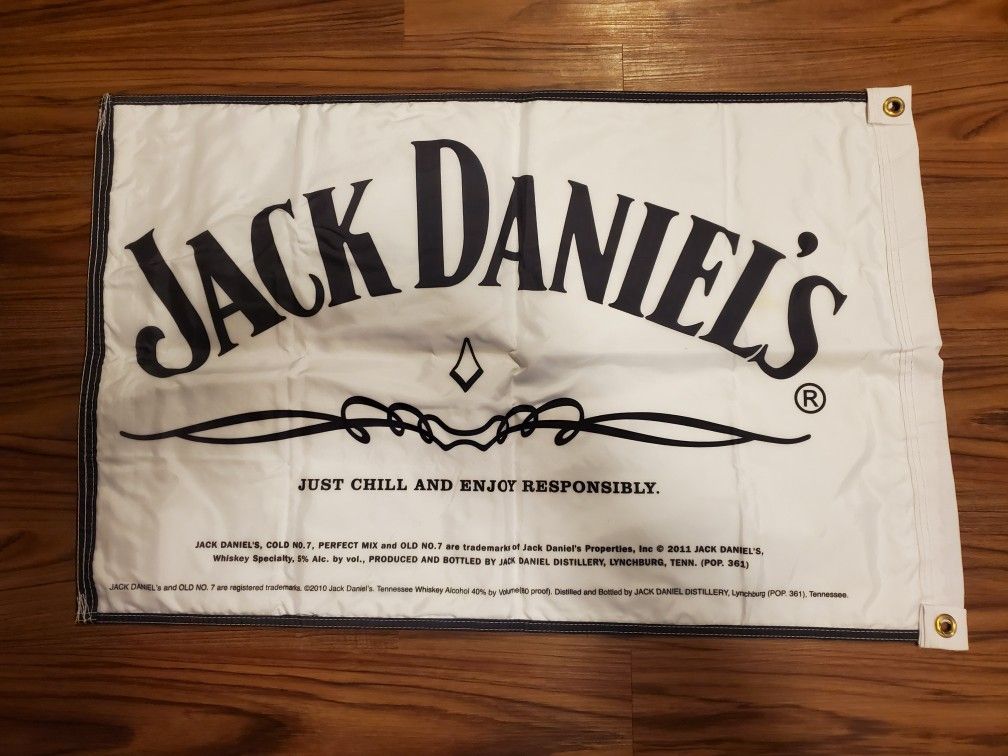 JACK DANIEL'S
®
JUST CHILL AND ENJOY RESPONSIBLY.
JACK DANIEL'S, COLD NO.7, PERFECT MIX and OLD NO.7 are trademarks of Jack Daniel's Properties, Inc © 2011 JACK DANIEL'S,
Whiskey Specialty, 5% Alc. by vol., PRODUCED AND BOTTLED BY JACK DANIEL DISTILLERY, LYNCHBURG, TENN. (POP. 361)
JACK DANIEL's and OLD NO. 7 are registered trademarks. ©2010 Jack Daniel's. Tennessee Whiskey Alcohol 40% by Volume(80 proof). Distilled and Bottled by JACK DANIEL DISTILLERY, Lynchburg (POP. 361), Tennessee.